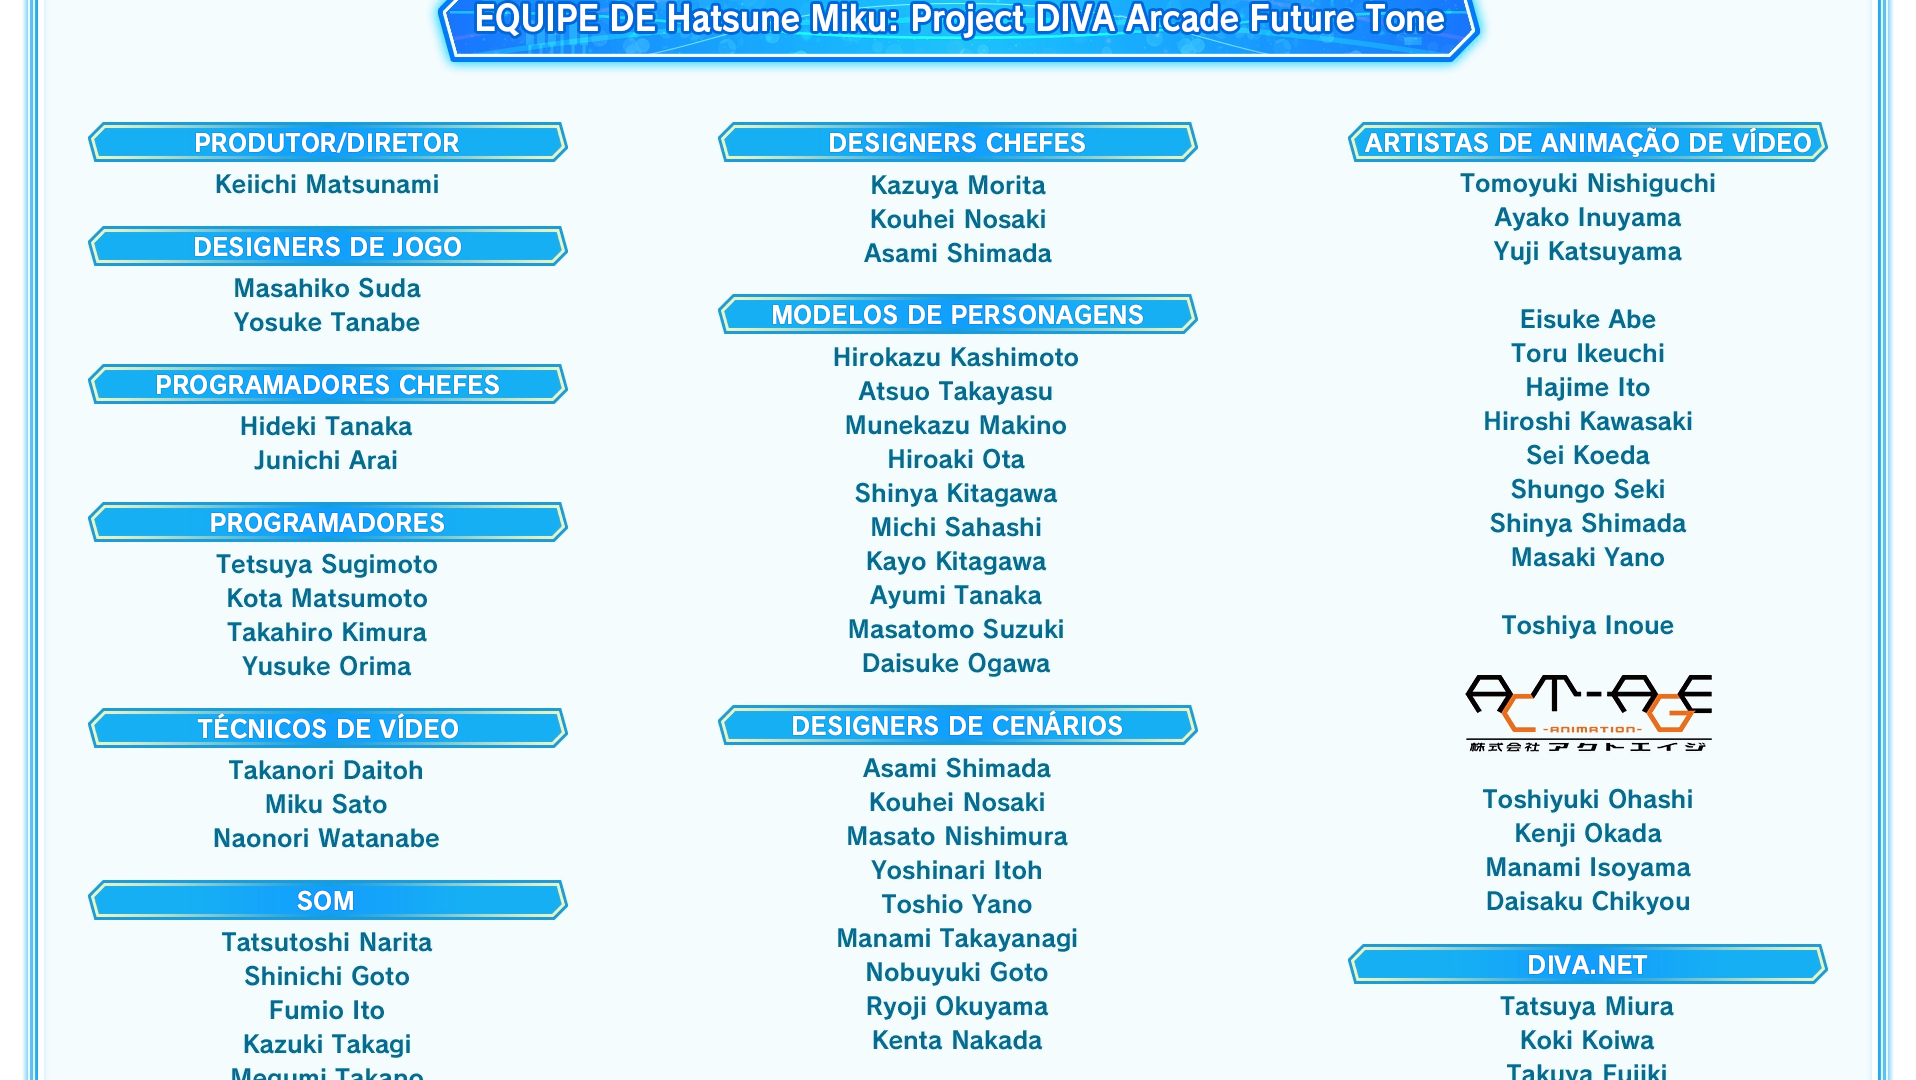 EQUIPE DE Hatsune Miku: Project DIVA Arcade Future Tone
PRODUTOR/DIRETOR
Keiichi Matsunami
DESIGNERS DE JOGO
Masahiko Suda
Yosuke Tanabe
PROGRAMADORES CHEFES
Hideki Tanaka
Junichi Arai
PROGRAMADORES
Tetsuya Sugimoto
Kota Matsumoto
Takahiro Kimura
Yusuke Orima
TÉCNICOS DE VÍDEO
Takanori Daitoh
Miku Sato
Naonori Watanabe
SOM
Tatsutoshi Narita
Shinichi Goto
Fumio Ito
Kazuki Takagi
Megumi Takano
DESIGNERS CHEFES
Kazuya Morita
Kouhei Nosaki
Asami Shimada
MODELOS DE PERSONAGENS
Hirokazu Kashimoto
Atsuo Takayasu
Munekazu Makino
Hiroaki Ota
Shinya Kitagawa
Michi Sahashi
Kayo Kitagawa
Ayumi Tanaka
Masatomo Suzuki
Daisuke Ogawa
DESIGNERS DE CENÁRIOS
Asami Shimada
Kouhei Nosaki
Masato Nishimura
Yoshinari Itoh
Toshio Yano
Manami Takayanagi
Nobuyuki Goto
Ryoji Okuyama
Kenta Nakada
ARTISTAS DE ANIMAÇÃO DE VÍDEO
Tomoyuki Nishiguchi
Ayako Inuyama
Yuji Katsuyama
Eisuke Abe
Toru Ikeuchi
Hajime Ito
Hiroshi Kawasaki
Sei Koeda
Shungo Seki
Shinya Shimada
Masaki Yano
Toshiya Inoue
ACT-AGE
-ANIMATION-
株式会社 アクトエイジ
Toshiyuki Ohashi
Kenji Okada
Manami Isoyama
Daisaku Chikyou
DIVA.NET
Tatsuya Miura
Koki Koiwa
Takuya Fujiki